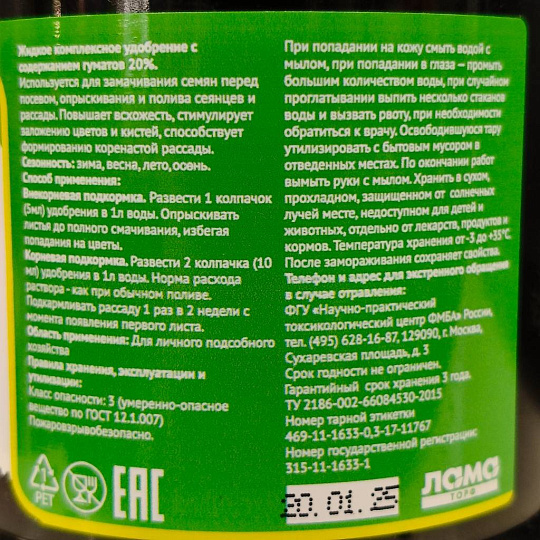 Жидкое комплексное удобрение с
содержанием гуматов 20%.
Используется для замачивания семян перед
посевом, опрыскивания и полива сеянцев и
рассады. Повышает всхожесть, стимулирует
заложению цветов и кистей, способствует
формированию коренастой рассады.
Сезонность: зима, весна, лето, осень.
Способ применения:
Внекорневая подкормка. Развести 1 колпачок
(5мл) удобрения в 1л воды. Опрыскивать
листья до полного смачивания, избегая
попадания на цветы.
Корневая подкормка. Развести 2 колпачка (10
мл) удобрения в 1л воды. Норма расхода
раствора - как при обычном поливе.
Подкармливать рассаду 1 раз в 2 недели с
момента появления первого листа.
Область применения: Для личного подсобного
хозяйства
Правила хранения, эксплуатации и
утилизации:
Класс опасности: 3 (умеренно-опасное
вещество по ГОСТ 12.1.007)
Пожаровзрывобезопасно.
PET
EAC
При попадании на кожу смыть водой с
мылом, при попадании в глаза – промыть
большим количеством воды, при случайном
проглатывании выпить несколько стаканов
воды и вызвать рвоту, при необходимости
обратиться к врачу. Освободившуюся тару
утилизировать с бытовым мусором в
отведенных местах. По окончании работ
вымыть руки с мылом. Хранить в сухом,
прохладном, защищенном от солнечных
лучей месте, недоступном для детей и
животных, отдельно от лекарств, продуктов и
кормов. Температура хранения от -3 до +35°С.
После замораживания сохраняет свойства.
Телефон и адрес для экстренного обращения
в случае отравления:
ФГУ «Научно-практический
токсикологический центр ФМБА» России,
тел. (495) 628-16-87, 129090, г. Москва,
Сухаревская площадь, д. 3
Срок годности не ограничен.
Гарантийный срок хранения 3 года.
ТУ 2186-002-66084530-2015
Номер тарной этикетки
469-11-1633-0,3-17-11767
Номер государственной регистрации:
315-11-1633-1
20.01.25
ЛАМА
ТОРФ